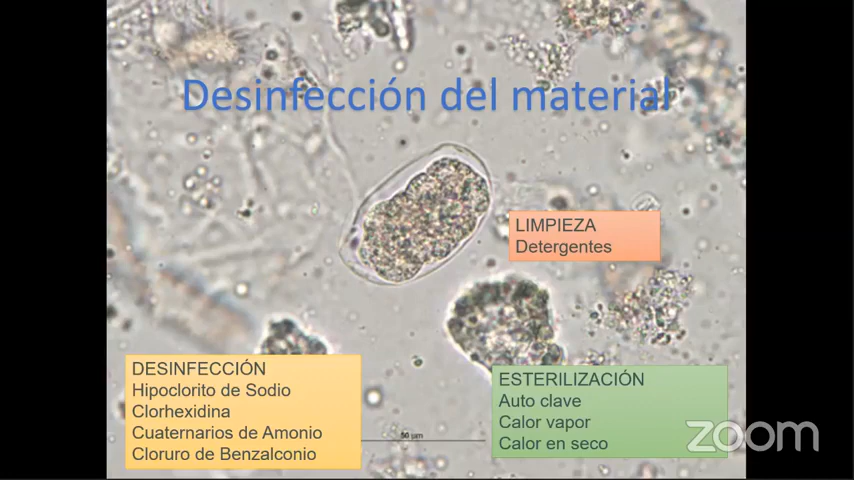 Desinfección del material
LIMPIEZA
Detergentes
DESINFECCIÓN
Hipoclorito de Sodio
Clorhexidina
Cuaternarios de Amonio
Cloruro de Benzalconio
50 µm
ESTERILIZACIÓN
Auto clave
Calor vapor
Calor en seco
zoom